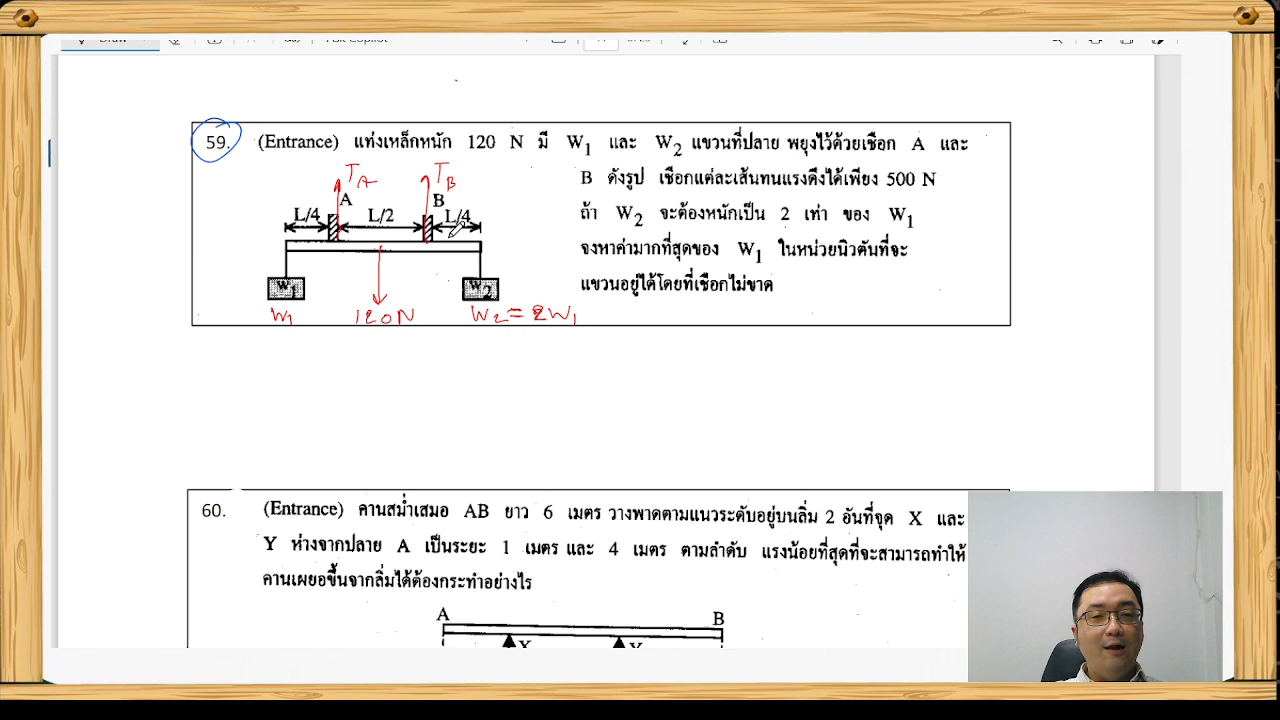 59. (Entrance) แท่งเหล็กหนัก 120 N มี W1 และ W2 แขวนที่ปลาย พยุงไว้ด้วยเชือก A และ
B ดังรูป เชือกแต่ละเส้นทนแรงดึงได้เพียง 500 N
ถ้า W2 จะต้องหนักเป็น 2 เท่า ของ W1
จงหาค่ามากที่สุดของ W1 ในหน่วยนิวตันที่จะ
แขวนอยู่ได้โดยที่เชือกไม่ขาด
TA TB
A B
L/4 L/2 L/4
W1 W2
W1 120N W2 = 2W1
60. (Entrance) คานสม่ำเสมอ AB ยาว 6 เมตร วางพาดตามแนวระดับอยู่บนลิ่ม 2 อันที่จุด X และ
Y ห่างจากปลาย A เป็นระยะ 1 เมตร และ 4 เมตร ตามลำดับ แรงน้อยที่สุดที่จะสามารถทำให้
คานเผยอขึ้นจากลิ่มได้ต้องกระทำอย่างไร
A B
X Y